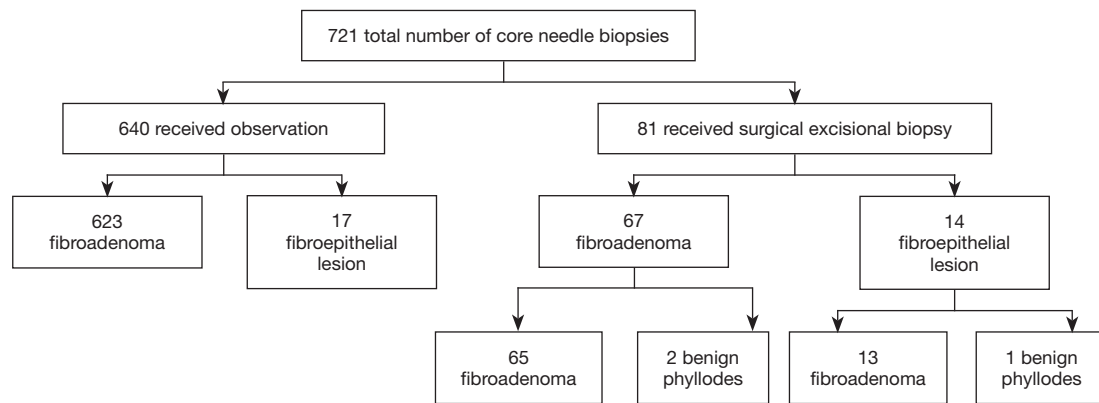 721 total number of core needle biopsies
640 received observation
81 received surgical excisional biopsy
623
fibroadenoma
17
fibroepithelial
lesion
67
fibroadenoma
14
fibroepithelial
lesion
65
fibroadenoma
2 benign
phyllodes
13
fibroadenoma
1 benign
phyllodes